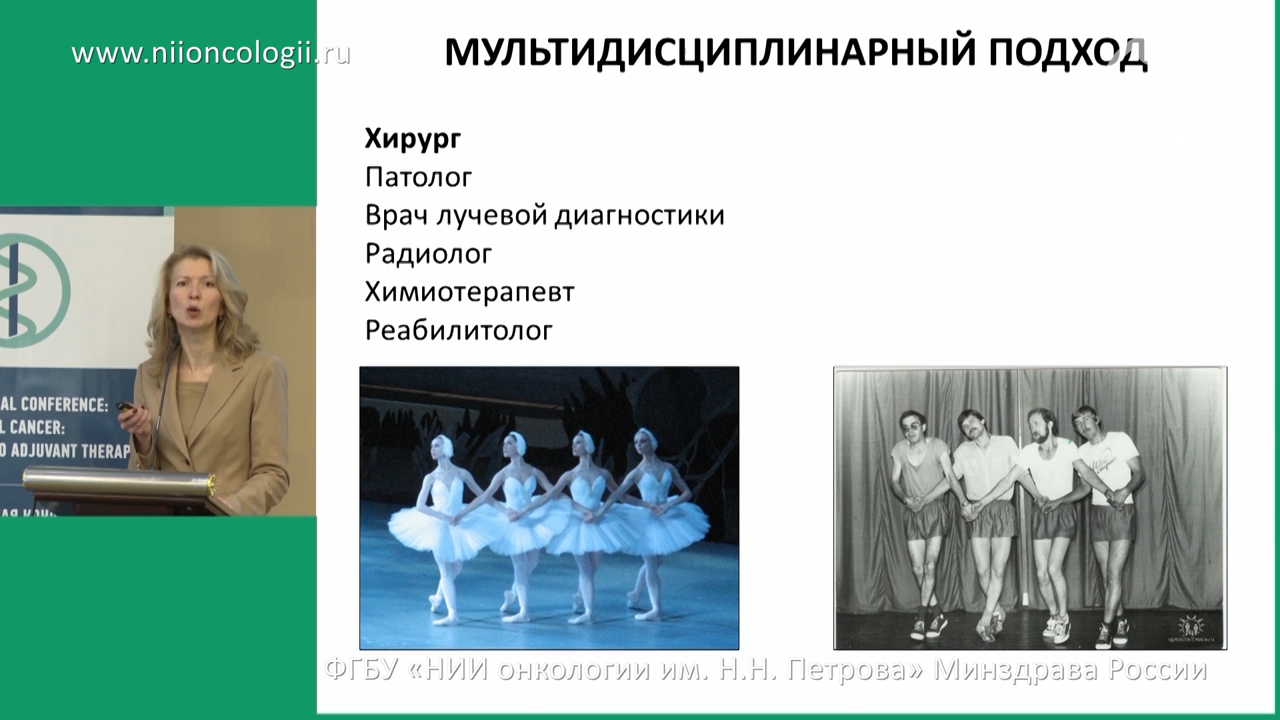 www.niioncologii.ru
МУЛЬТИДИСЦИПЛИНАРНЫЙ ПОДХОД
Хирург
Патолог
Врач лучевой диагностики
Радиолог
Химиотерапевт
Реабилитолог
AL CONFERENCE:
L CANCER:
D ADJUVANT THERAP
ФГБУ «НИИ онкологии им. Н.Н. Петрова» Минздрава России